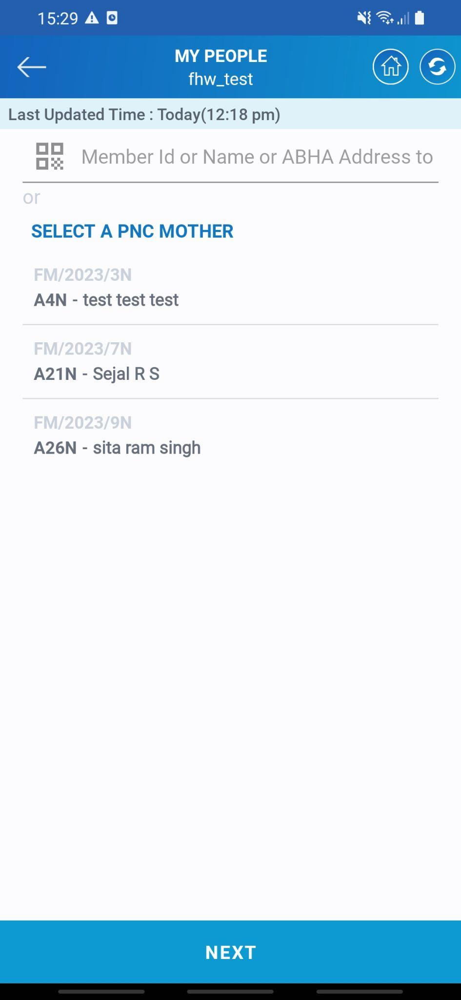 15:29
MY PEOPLE
fhw_test
Last Updated Time : Today(12:18 pm)
Member Id or Name or ABHA Address to
or
SELECT A PNC MOTHER
FM/2023/3N
A4N - test test test
FM/2023/7N
A21N - Sejal R S
FM/2023/9N
A26N - sita ram singh
NEXT